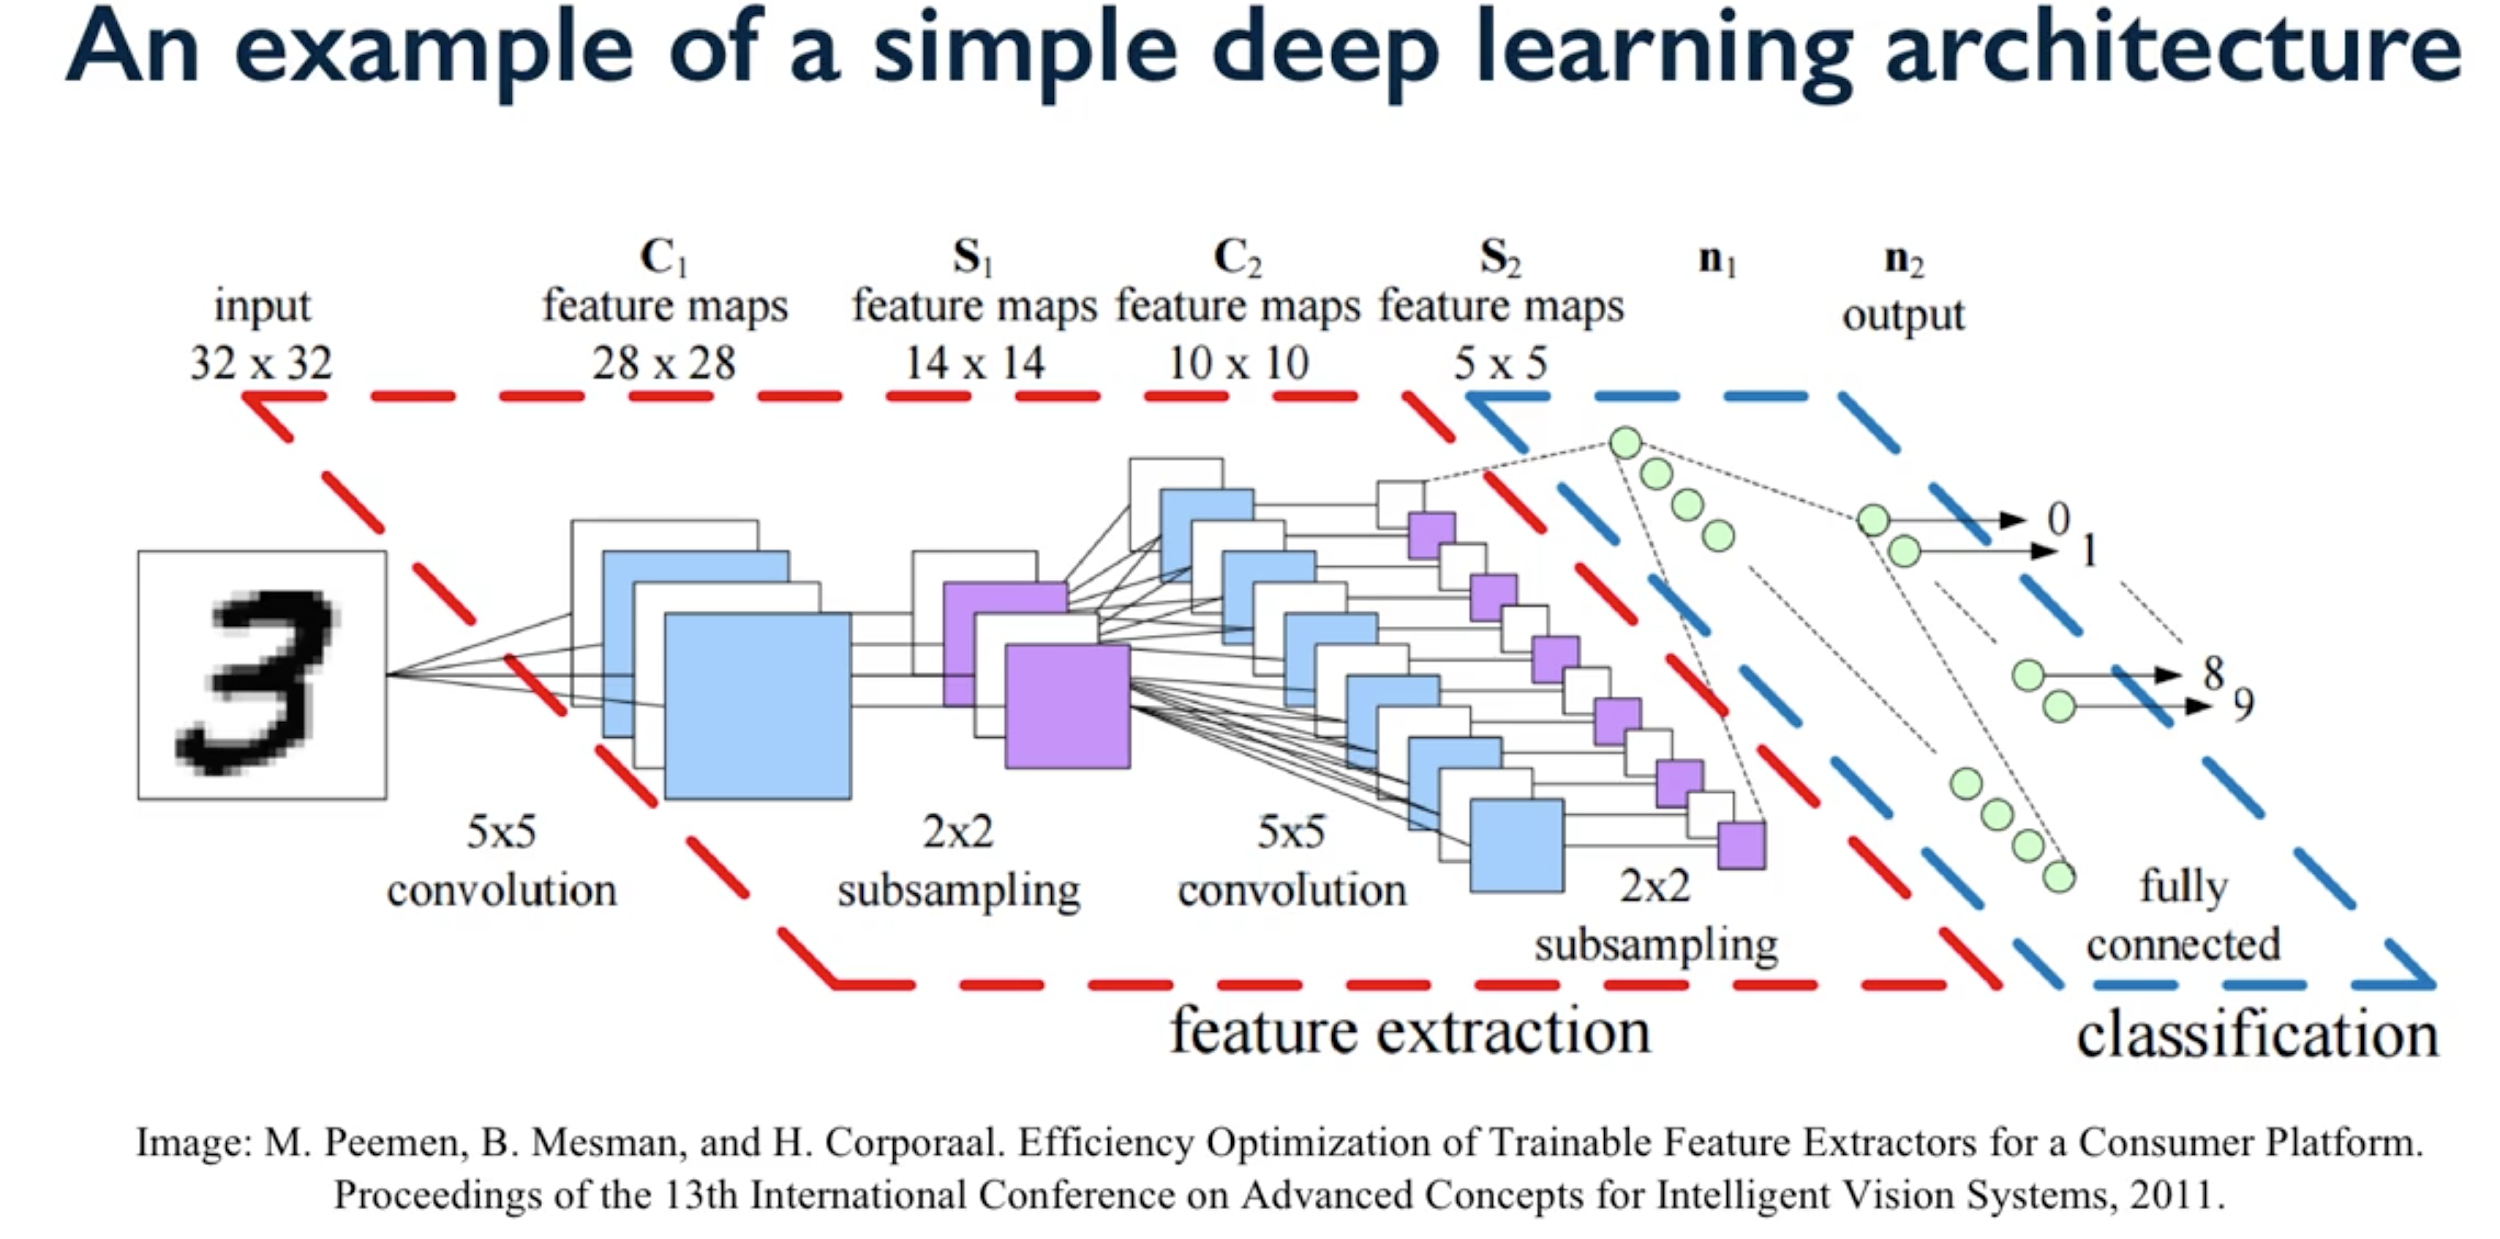 An example of a simple deep learning architecture
C1
S1
C2
S2
n1
n2
input
feature maps
feature maps
feature maps
feature maps
output
32 x 32
28 x 28
14 x 14
10 x 10
5 x 5
3
0
1
8
9
5x5
convolution
2x2
subsampling
5x5
convolution
2x2
subsampling
fully
connected
feature extraction
classification
Image: M. Peemen, B. Mesman, and H. Corporaal. Efficiency Optimization of Trainable Feature Extractors for a Consumer Platform.
Proceedings of the 13th International Conference on Advanced Concepts for Intelligent Vision Systems, 2011.